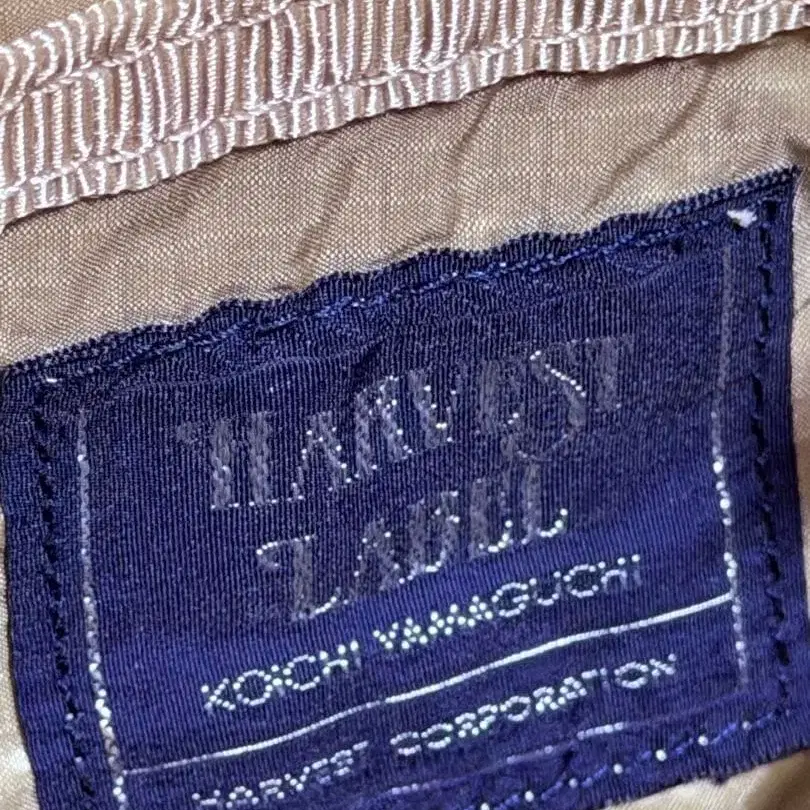 HARVEST
LABEL
KOICHI YAMAGUCHI
HARVEST CORPORATION